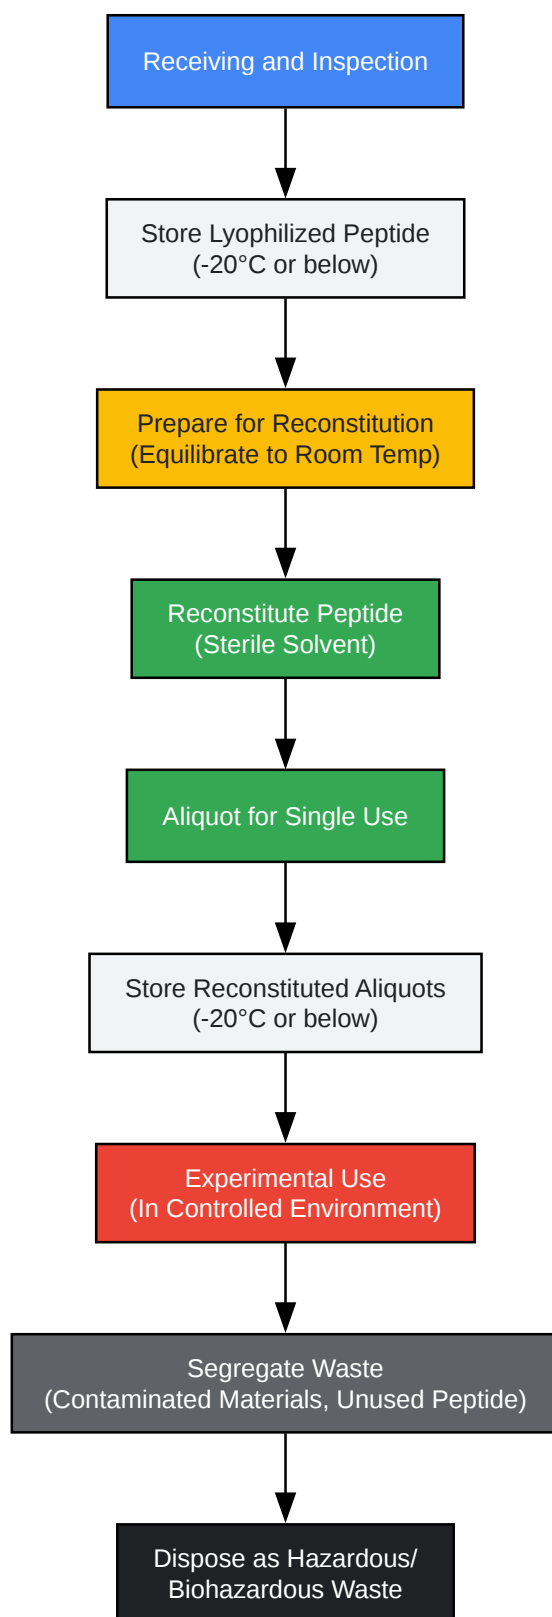 Receiving and Inspection
Store Lyophilized Peptide
(-20°C or below)
Prepare for Reconstitution
(Equilibrate to Room Temp)
Reconstitute Peptide
(Sterile Solvent)
Aliquot for Single Use
Store Reconstituted Aliquots
(-20°C or below)
Experimental Use
(In Controlled Environment)
Segregate Waste
(Contaminated Materials, Unused Peptide)
Dispose as Hazardous/
Biohazardous Waste